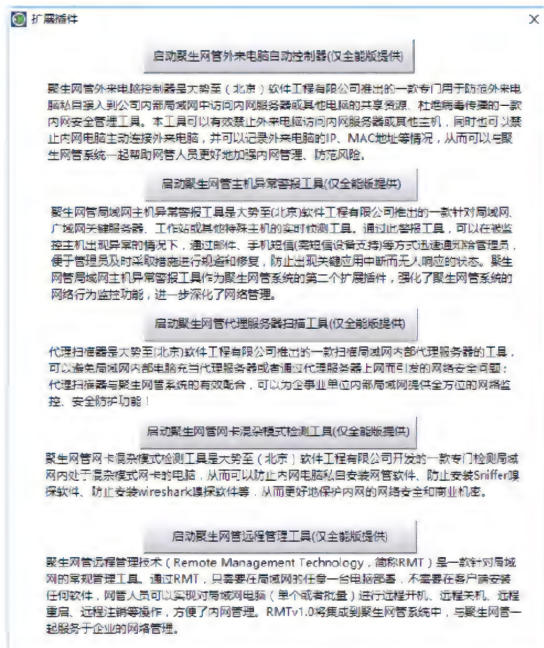 扩展插件
启动聚生网管外来电脑自动控制器(仅全能版提供)
聚生网管外来电脑控制器是大势至（北京）软件工程有限公司推出的一款专门用于防范外来电
脑私自接入到公司内部局域网中访问内网服务器或其他电脑的共享资源、杜绝病毒传播的一款
内网安全管理工具。本工具可以有效禁止外来电脑访问内网服务器或其他主机，同时也可以禁
止内网电脑主动连接外来电脑，并可以记录外来电脑的IP、MAC地址等情况，从而可以与聚
生网管系统一起帮助网管人员更好地加强内网管理、防范风险。
启动聚生网管主机异常警报工具(仅全能版提供)
聚生网管局域网主机异常警报工具是大势至(北京)软件工程有限公司推出的一款针对局域网、
广域网关键服务器、工作站或其他特殊主机的实时侦测工具。通过此警报工具，可以在被监
控主机出现异常的情况下，通过邮件、手机短信(需短信设备支持)等方式迅速通知给管理员，
便于管理员及时采取措施进行规避和修复，防止出现关键应用中断而无人响应的状态。聚生
网管局域网主机异常警报工具作为聚生网管系统的第二个扩展插件，强化了聚生网管系统的
网络行为监控功能，进一步深化了网络管理。
启动聚生网管代理服务器扫描工具(仅全能版提供)
代理扫描器是大势至(北京)软件工程有限公司推出的一款扫描局域网内部代理服务器的工具，
可以避免局域网内部电脑充当代理服务器或者通过代理服务器上网而引发的网络安全问题；
代理扫描器与聚生网管系统的有效配合，可以为企事业单位内部局域网提供全方位的网络监
控、安全防护功能！
启动聚生网管网卡混杂模式检测工具(仅全能版提供)
聚生网管网卡混杂模式检测工具是大势至（北京）软件工程有限公司开发的一款专门检测局域
网内处于混杂模式网卡的电脑，从而可以防止内网电脑私自安装网管软件、防止安装Sniffer嗅
探软件、防止安装wireshark嗅探软件等，从而更好地保护内网的网络安全和商业机密。
启动聚生网管远程管理工具(仅全能版提供)
聚生网管远程管理技术（Remote Management Technology，简称RMT）是一款针对局域
网的常规管理工具。通过RMT，只需要在局域网的任意一台电脑部署，不需要在客户端安装
任何软件，网管人员可以实现对局域网电脑（单个或者批量）进行远程开机、远程关机、远程
重启、远程注销等操作，方便了内网管理。RMTv1.0将集成到聚生网管系统中，与聚生网管一
起服务于企业的网络管理。